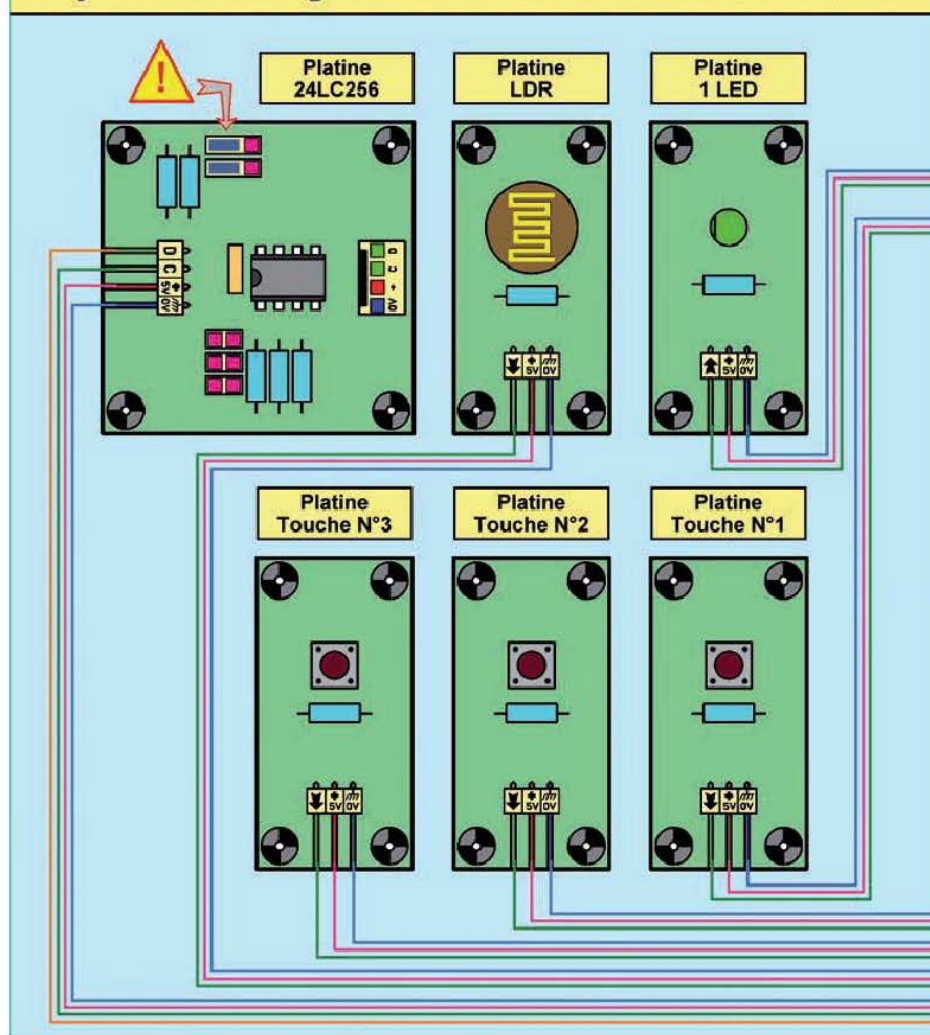 !
Platine
24LC256
Platine
LDR
Platine
1 LED
D
C
+
5V
0V
D
C
+
0V
+
5V
0V
+
5V
0V
Platine
Touche N°3
Platine
Touche N°2
Platine
Touche N°1
+
5V
0V
+
5V
0V
+
5V
0V